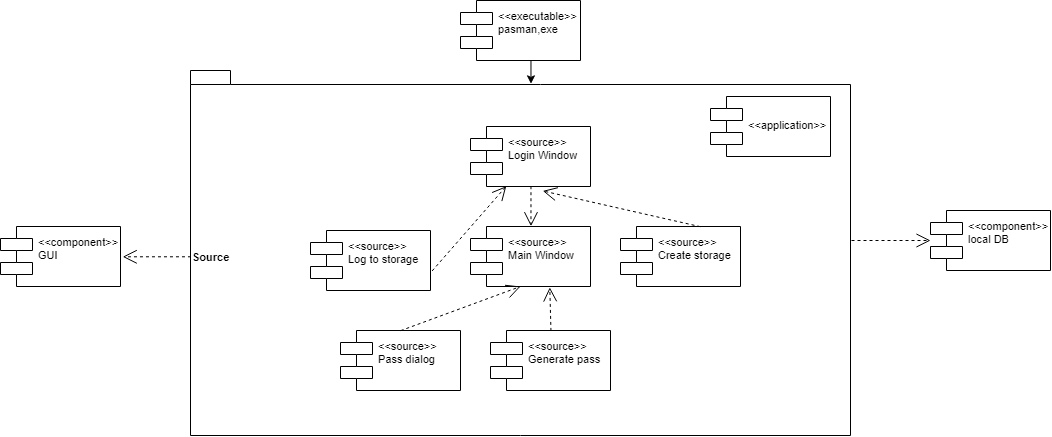 <<executable>>
pasman,exe
<<application>>
<<source>>
Login Window
<<component>>
GUI
Source
<<source>>
Log to storage
<<source>>
Main Window
<<source>>
Create storage
<<component>>
local DB
<<source>>
Pass dialog
<<source>>
Generate pass